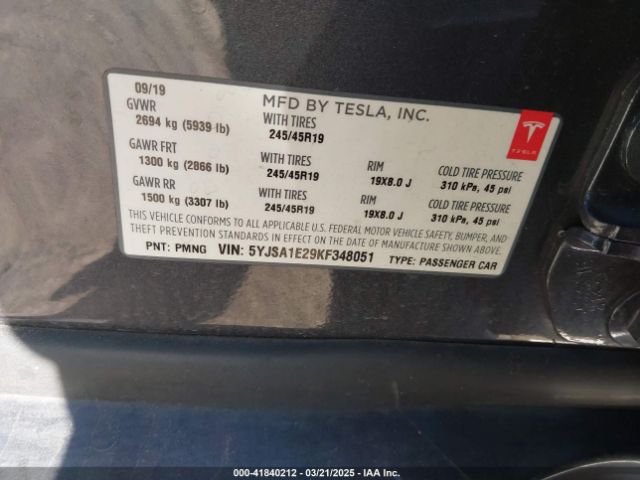 09/19
MFD BY TESLA, INC.
GVWR
2694 kg (5939 lb)
WITH TIRES
245/45R19
TESLA
GAWR FRT
1300 kg (2866 lb)
WITH TIRES
245/45R19
RIM
19X8.0 J
COLD TIRE PRESSURE
310 kPa, 45 psi
GAWR RR
1500 kg (3307 lb)
WITH TIRES
245/45R19
RIM
19X8.0 J
COLD TIRE PRESSURE
310 kPa, 45 psi
THIS VEHICLE CONFORMS TO ALL APPLICABLE U.S. FEDERAL MOTOR VEHICLE SAFETY, BUMPER, AND
THEFT PREVENTION STANDARDS IN EFFECT ON THE DATE OF MANUFACTURE SHOWN ABOVE.
PNT: PMNG VIN: 5YJSA1E29KF348051 TYPE: PASSENGER CAR
000-41840212 - 03/21/2025 - IAA Inc.